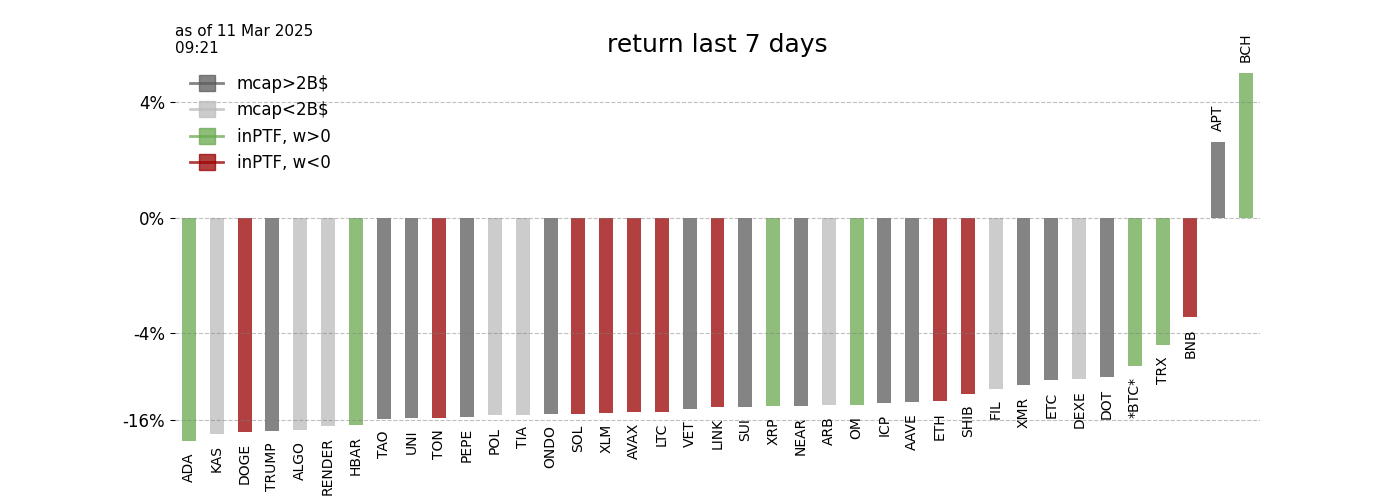 as of 11 Mar 2025
09:21
return last 7 days
mcap>2B$
mcap<2B$
inPTF, w>0
inPTF, w<0
4%
0%
-4%
-16%
ADA
KAS
DOGE
TRUMP
ALGO
RENDER
HBAR
TAO
UNI
TON
PEPE
POL
TIA
ONDO
SOL
XLM
AVAX
LTC
VET
LINK
SUI
XRP
NEAR
ARB
OM
ICP
AAVE
ETH
SHIB
FIL
XMR
ETC
DEXE
DOT
*BTC*
TRX
BNB
APT
BCH